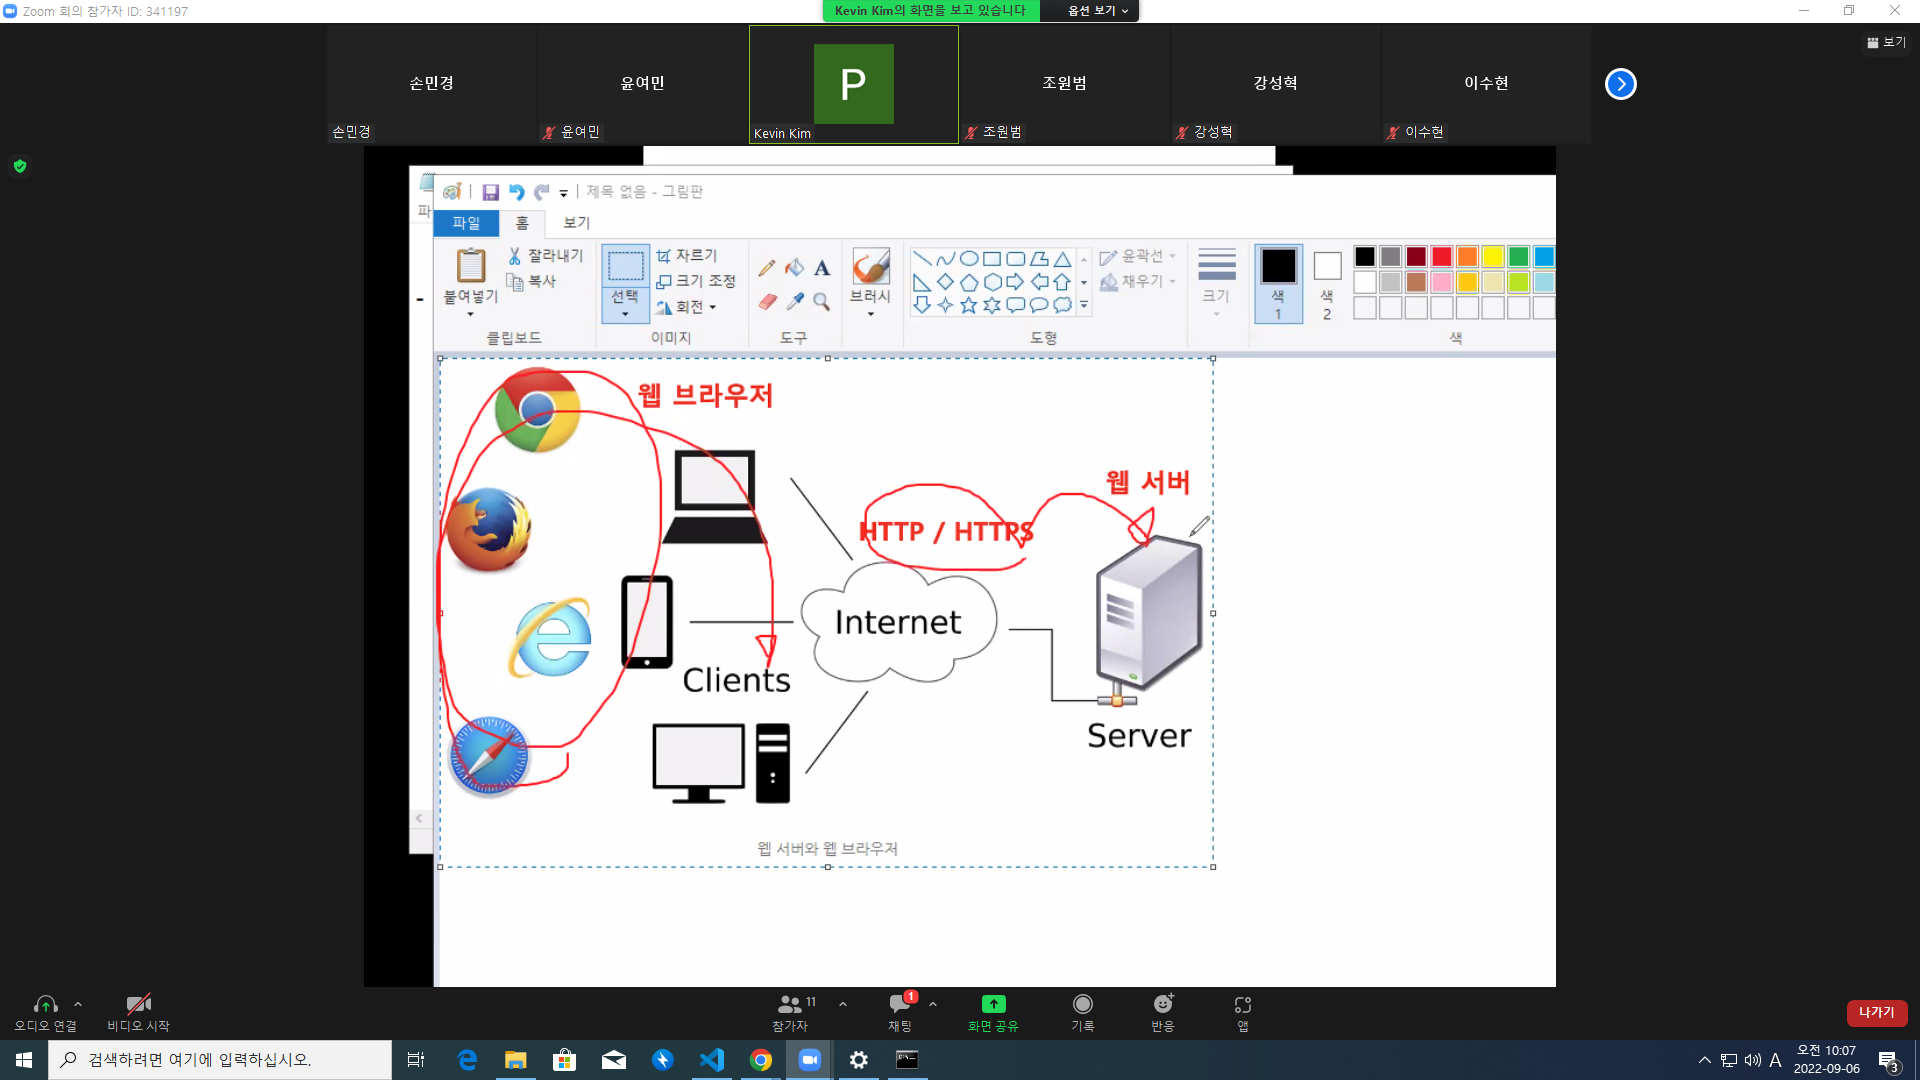 Zoom 회의 참가자 ID: 341197
Kevin Kim의 화면을 보고 있습니다
옵션 보기
보기
손민경
윤여민
P
조원범
강성혁
이수현
손민경
윤여민
Kevin Kim
조원범
강성혁
이수현
제목 없음 - 그림판
파
파일
홈
보기
붙여넣기
잘라내기
복사
클립보드
선택
자르기
크기 조정
회전
이미지
A
도구
브러시
윤곽선
채우기
도형
크기
색
1
색
2
색
웹 브라우저
웹 서버
HTTP / HTTPS
Internet
Clients
Server
웹 서버와 웹 브라우저
오디오 연결
비디오 시작
참가자
11
채팅
1
화면 공유
기록
반응
앱
나가기
검색하려면 여기에 입력하십시오.
A
오전 10:07
2022-09-06
3